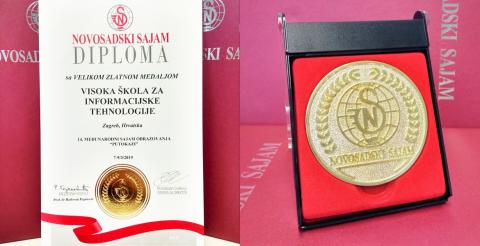 NOVOSADSKI SAJAM
DIPLOMA
sa VELIKOM ZLATNOM MEDALJOM
VISOKA ŠKOLA ZA
INFORMACIJSKE
TEHNOLOGIJE
Zagreb, Hrvatska
14. MEĐUNARODNI SAJAM OBRAZOVANJA
"PUTOKAZI"
NOVOSADSKI SAJAM
SAJAM
NOVOSADSKI SAJAM